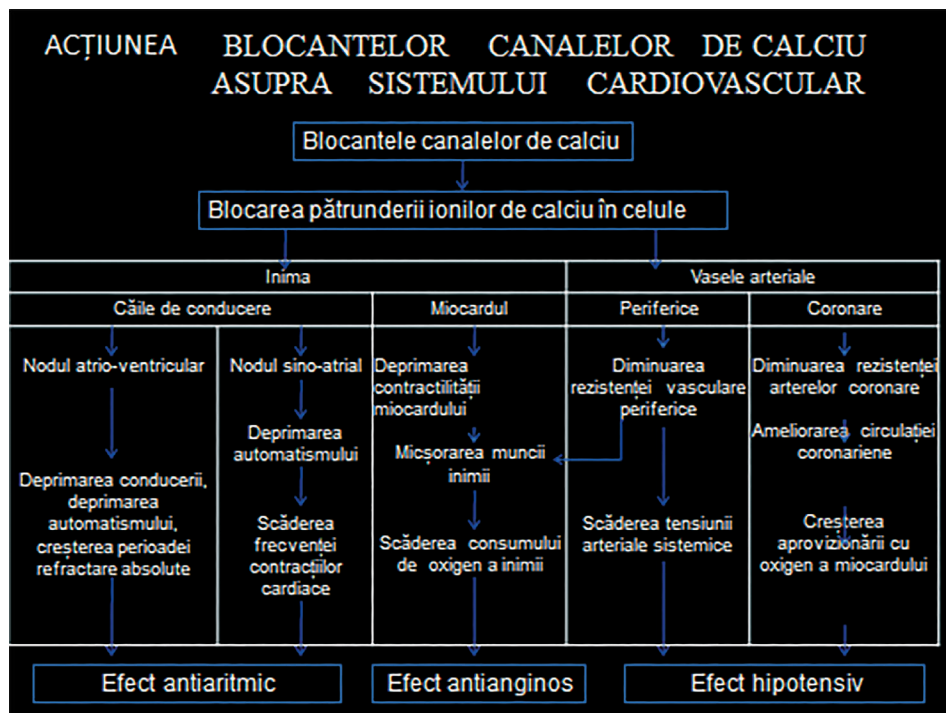 ACȚIUNEA BLOCANTELOR CANALELOR DE CALCIU
ASUPRA SISTEMULUI CARDIOVASCULAR
Blocantele canalelor de calciu
Blocarea pătrunderii ionilor de calciu în celule
Inima
Vasele arteriale
Căile de conducere
Miocardul
Periferice
Coronare
Nodul atrio-ventricular
Deprimarea conducerii,
deprimarea
automatismului,
creșterea perioadei
refractare absolute
Nodul sino-atrial
Deprimarea
automatismului
Scăderea
frecvenței
contracțiilor
cardiace
Deprimarea
contractilității
miocardului
Micșorarea muncii
inimii
Scăderea consumului
de oxigen a inimii
Diminuarea
rezistenței vasculare
periferice
Scăderea tensiunii
arteriale sistemice
Diminuarea rezistenței
arterelor coronare
Ameliorarea circulației
coronariene
Creșterea
aprovizionării cu
oxigen a miocardului
Efect antiaritmic
Efect antianginos
Efect hipotensiv